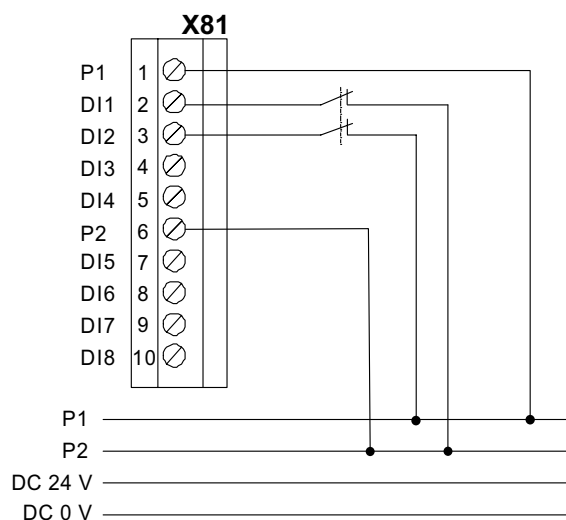 X81
P1 1
DI1 2
DI2 3
DI3 4
DI4 5
P2 6
DI5 7
DI6 8
DI7 9
DI8 10
P1
P2
DC 24 V
DC 0 V